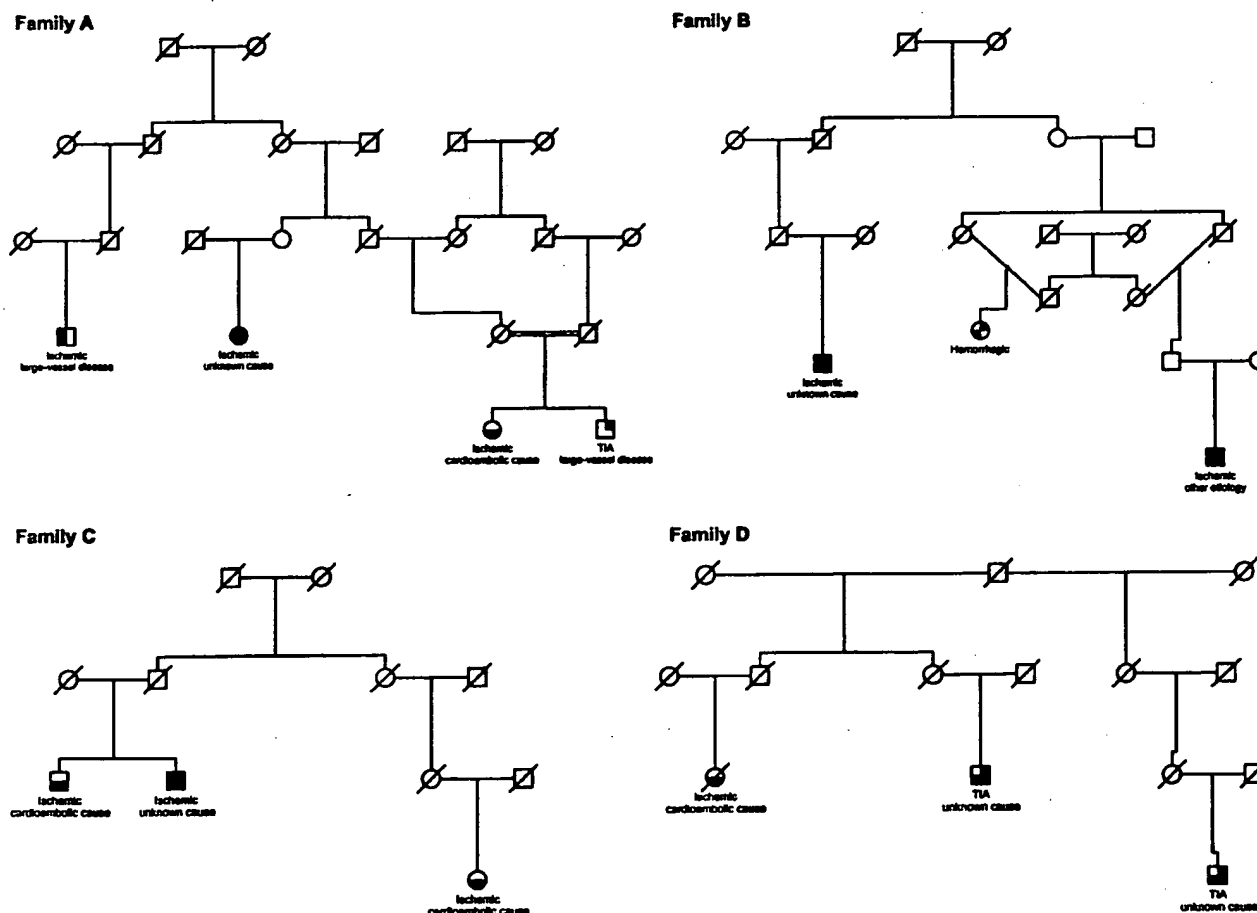 Family A
Family B
Ischemic
large-vessel disease
Ischemic
unknown cause
Ischemic
cardioembolic cause
TIA
large-vessel disease
Ischemic
unknown cause
Hemorrhagic
Ischemic
other etiology
Family C
Family D
Ischemic
cardioembolic cause
Ischemic
unknown cause
Ischemic
cardioembolic cause
Ischemic
cardioembolic cause
TIA
unknown cause
TIA
unknown cause